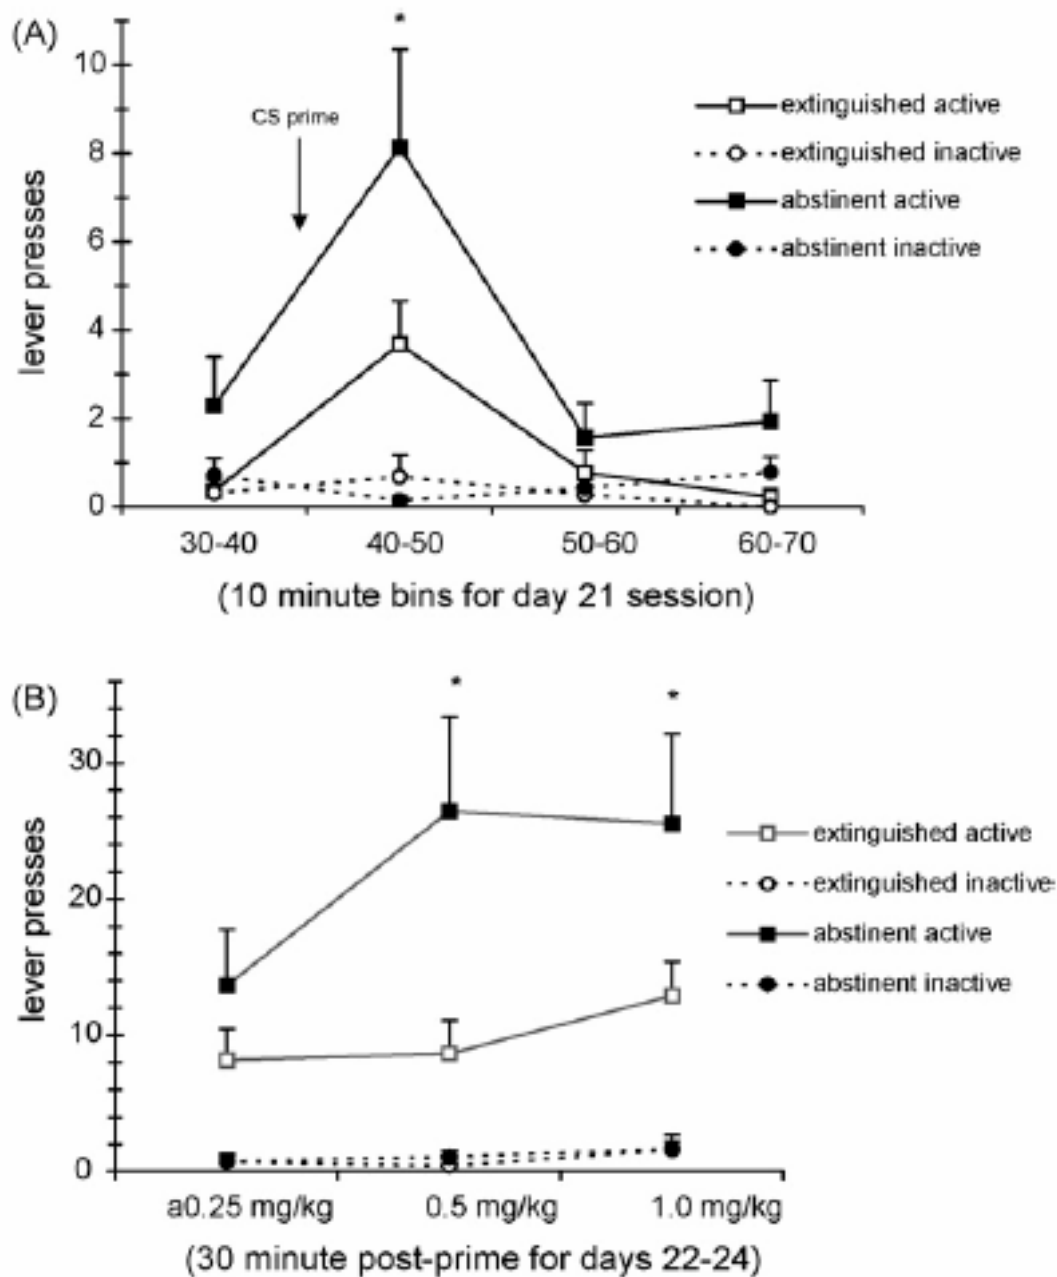 (A)
*
10
8
6
4
2
0
lever presses
CS prime
extinguished active
extinguished inactive
abstinent active
abstinent inactive
30-40 40-50 50-60 60-70
(10 minute bins for day 21 session)
(B)
* *
30
20
10
0
lever presses
extinguished active
extinguished inactive
abstinent active
abstinent inactive
a0.25 mg/kg 0.5 mg/kg 1.0 mg/kg
(30 minute post-prime for days 22-24)